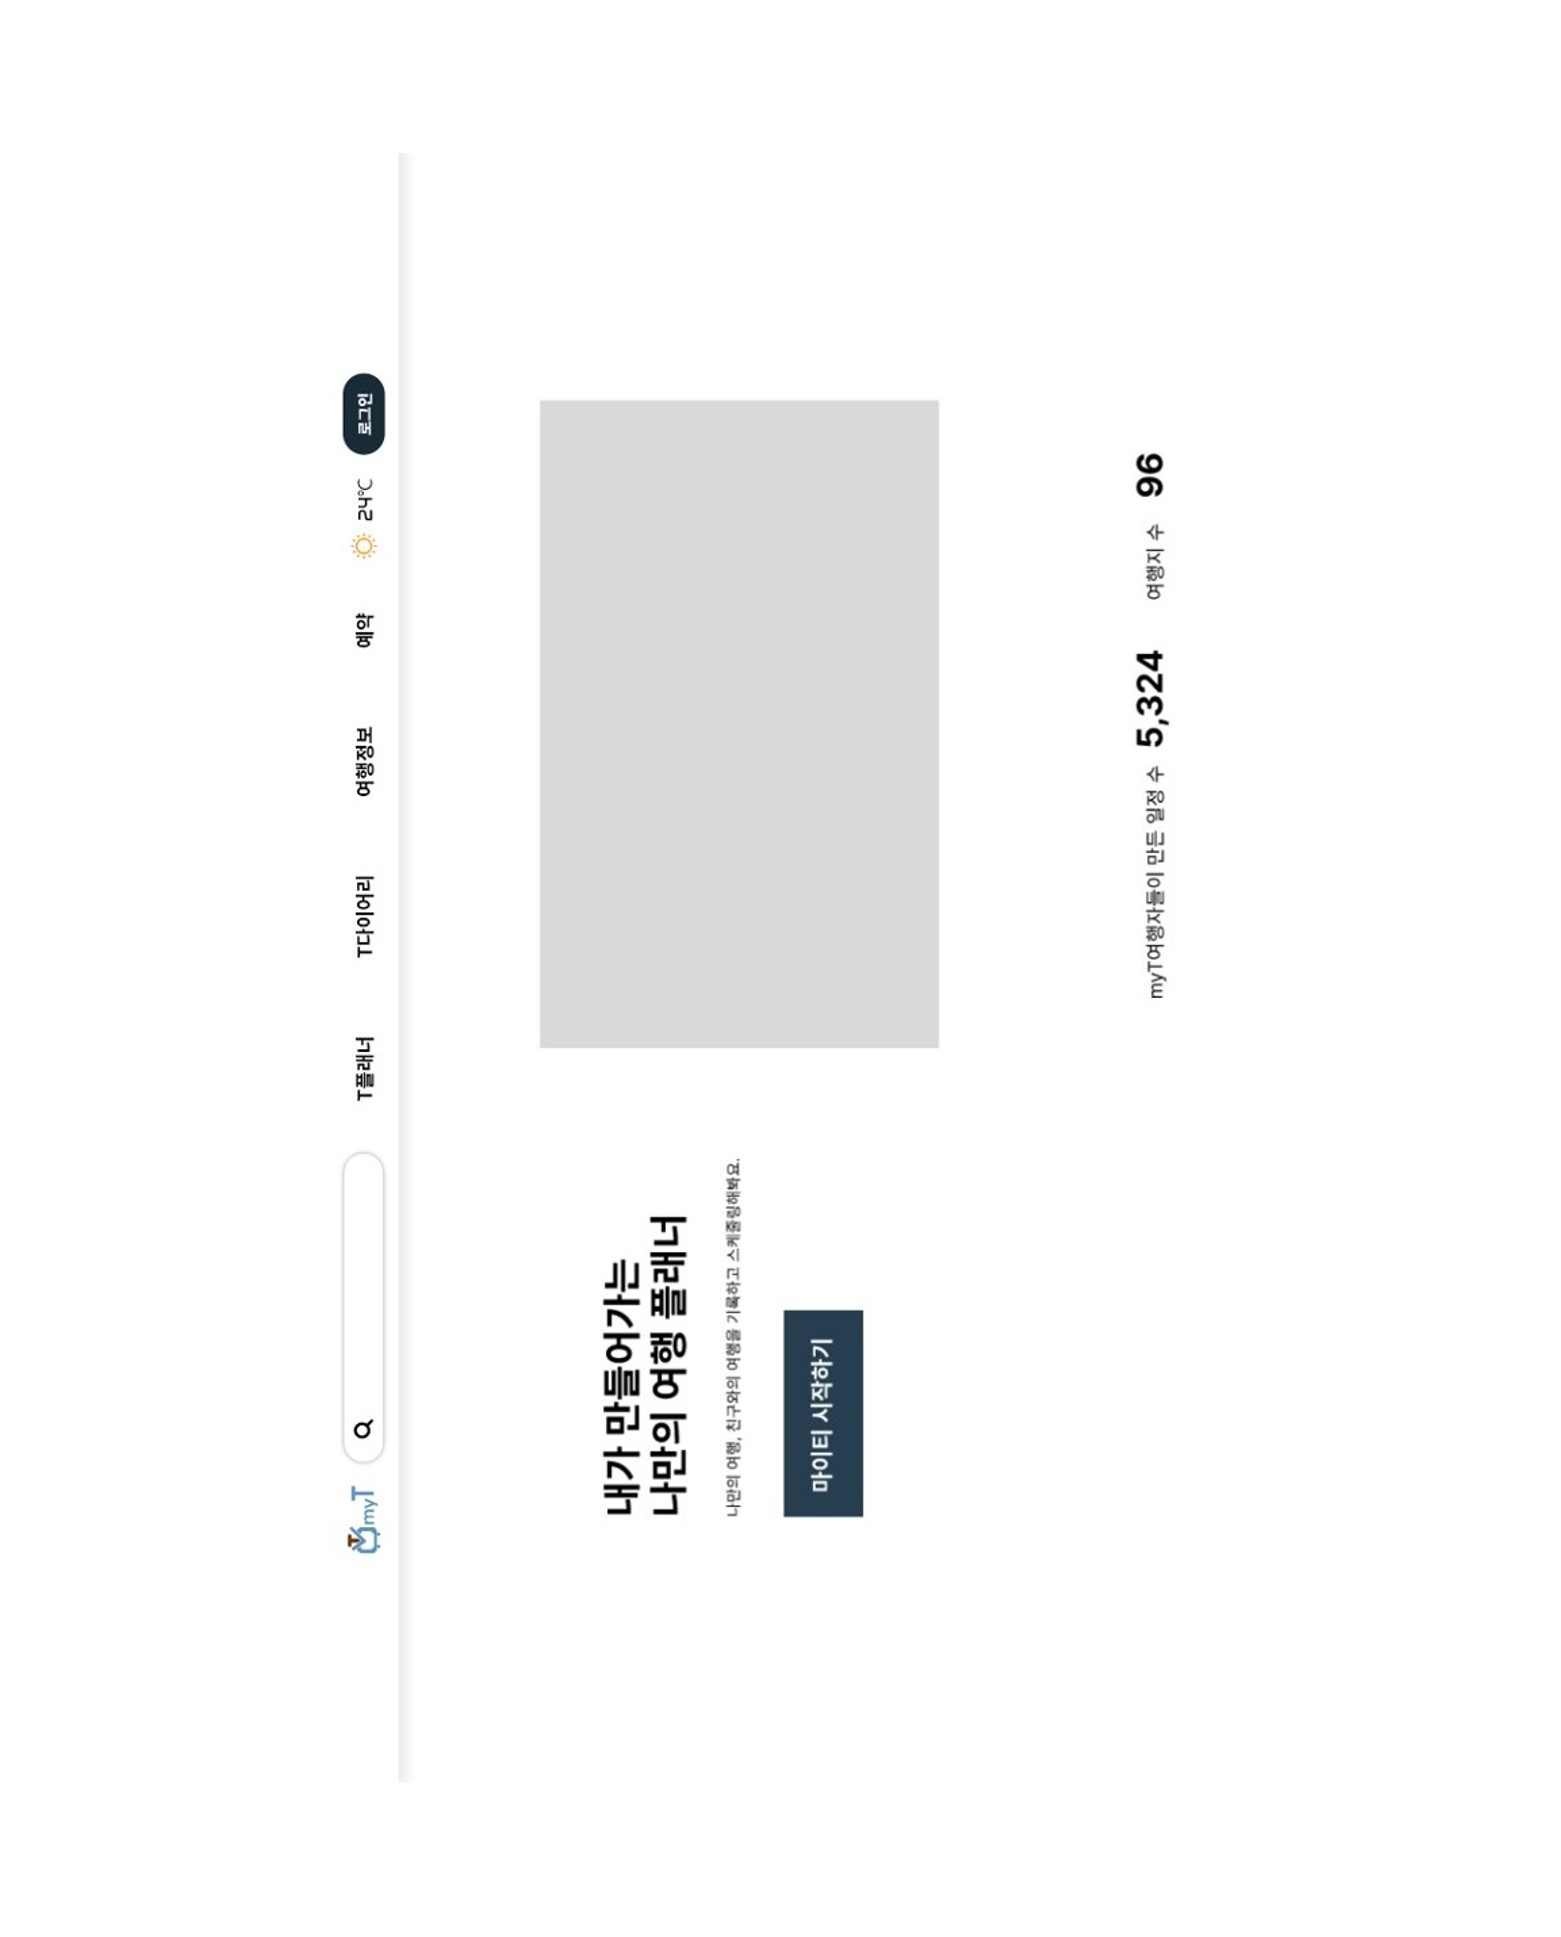 myT
T플래너
T다이어리
여행정보
예약
24℃
로그인
내가 만들어가는
나만의 여행 플래너
나만의 여행, 친구와의 여행을 기록하고 스케줄링해봐요.
마이티 시작하기
myT여행자들이 만든 일정 수 5,324 여행지 수 96